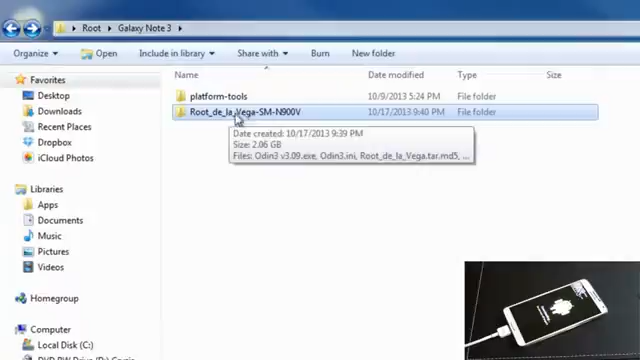 Root ▸ Galaxy Note 3 ▸
Organize ▾ Open Include in library ▾ Share with ▾ Burn New folder
Favorites
Desktop
Downloads
Recent Places
Dropbox
iCloud Photos
Libraries
Apps
Documents
Music
Pictures
Videos
Homegroup
Computer
Local Disk (C:)
DVD RW Drive (D:)
Name Date modified Type Size
platform-tools 10/9/2013 5:24 PM File folder
Root_de_la_Vega-SM-N900V 10/17/2013 9:40 PM File folder
Date created: 10/17/2013 9:39 PM
Size: 2.06 GB
Files: Odin3 v3.09.exe, Odin3.ini, Root_de_la_Vega.tar.md5, ...